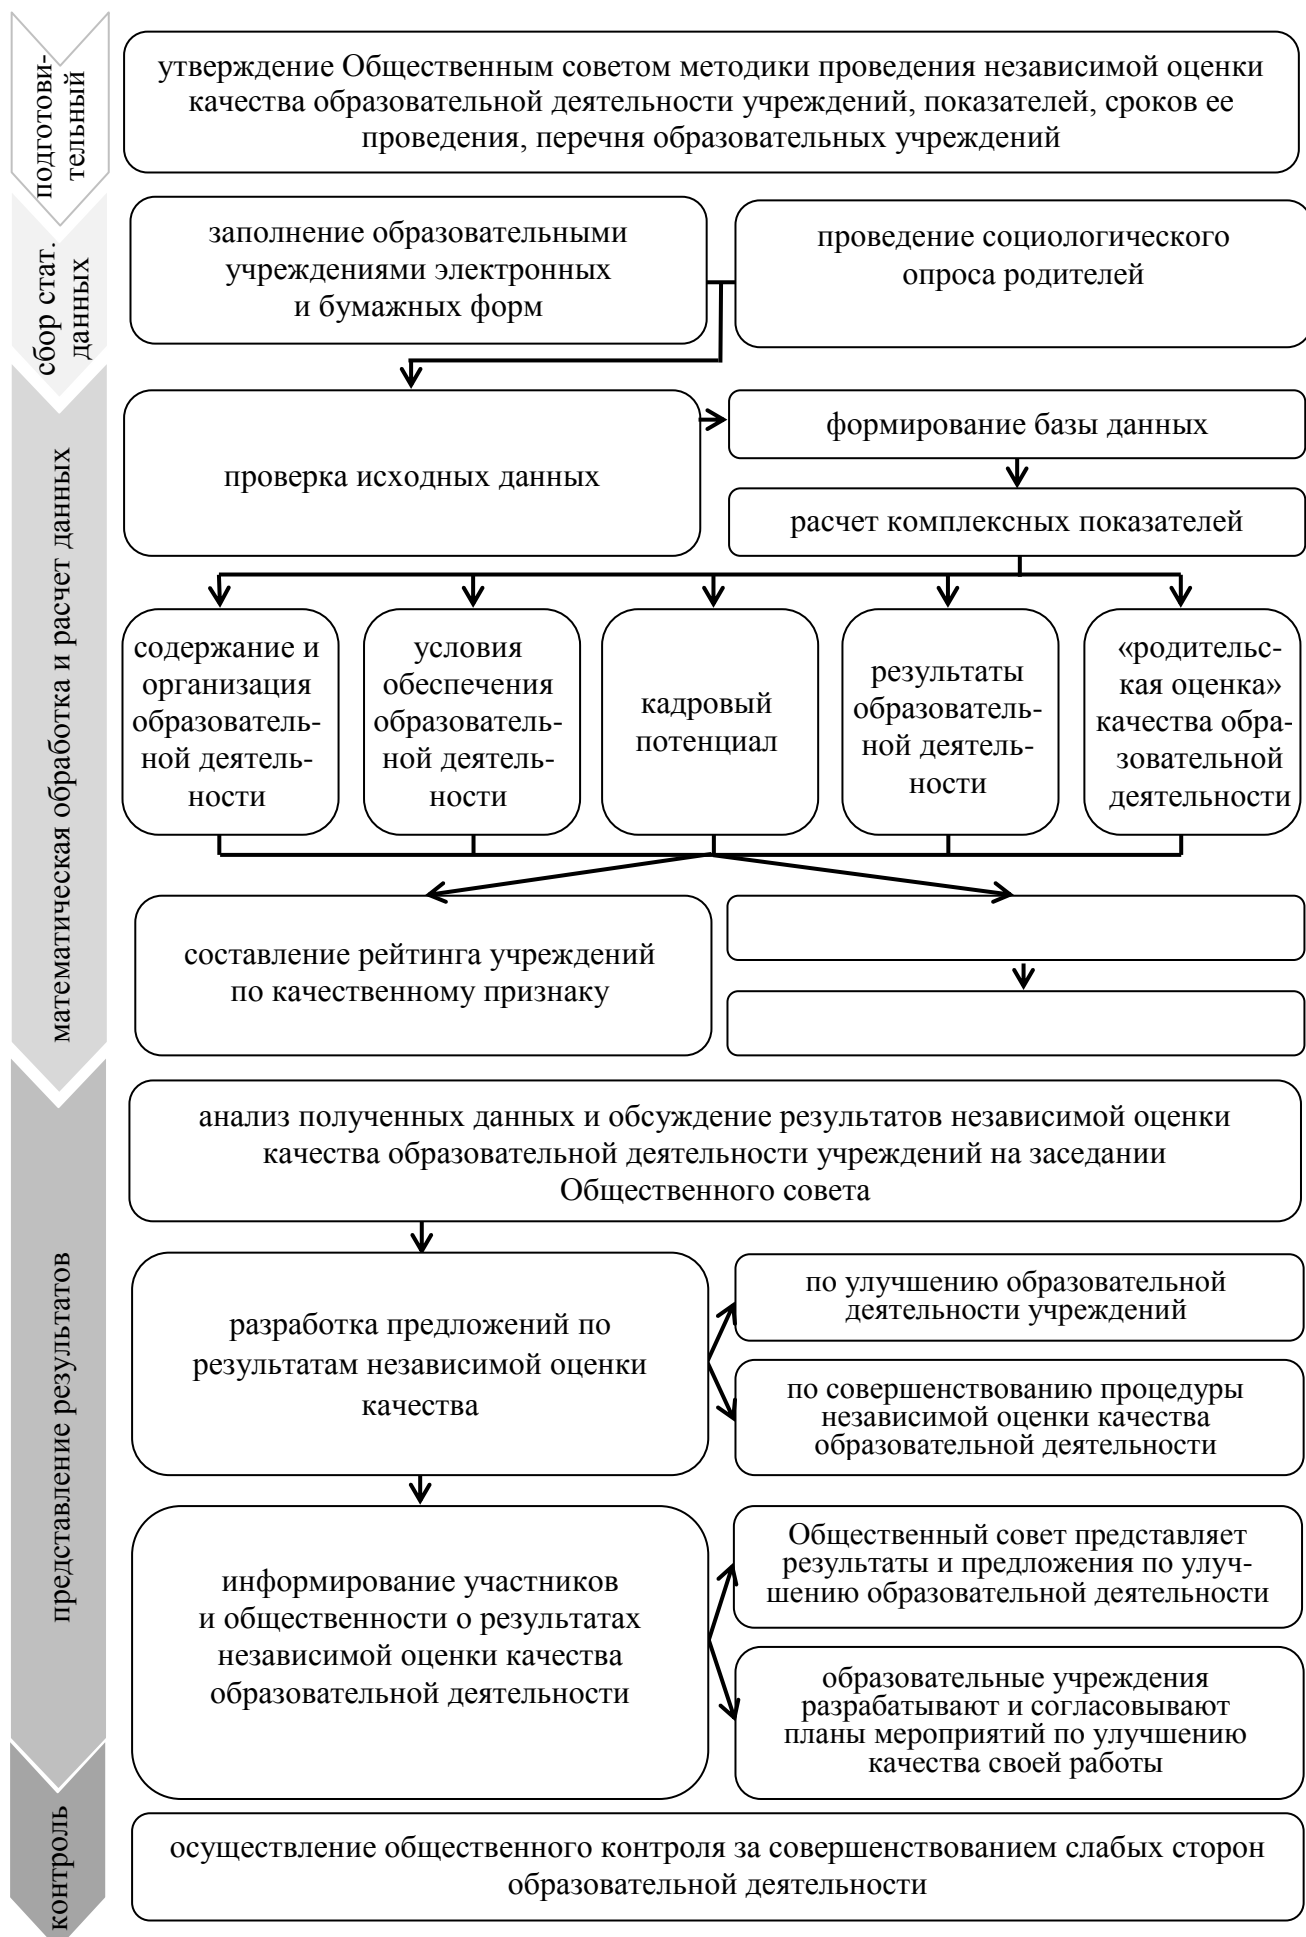 подготови-
тельный
утверждение Общественным советом методики проведения независимой оценки
качества образовательной деятельности учреждений, показателей, сроков ее
проведения, перечня образовательных учреждений
сбор стат.
данных
заполнение образовательными
учреждениями электронных
и бумажных форм
проведение социологического
опроса родителей
математическая обработка и расчет данных
проверка исходных данных
формирование базы данных
расчет комплексных показателей
содержание и
организация
образователь-
ной деятель-
ности
условия
обеспечения
образователь-
ной деятель-
ности
кадровый
потенциал
результаты
образователь-
ной деятель-
ности
«родительс-
кая оценка»
качества обра-
зовательной
деятельности
составление рейтинга учреждений
по качественному признаку
представление результатов
анализ полученных данных и обсуждение результатов независимой оценки
качества образовательной деятельности учреждений на заседании
Общественного совета
разработка предложений по
результатам независимой оценки
качества
по улучшению образовательной
деятельности учреждений
по совершенствованию процедуры
независимой оценки качества
образовательной деятельности
информирование участников
и общественности о результатах
независимой оценки качества
образовательной деятельности
Общественный совет представляет
результаты и предложения по улуч-
шению образовательной деятельности
образовательные учреждения
разрабатывают и согласовывают
планы мероприятий по улучшению
качества своей работы
контроль
осуществление общественного контроля за совершенствованием слабых сторон
образовательной деятельности